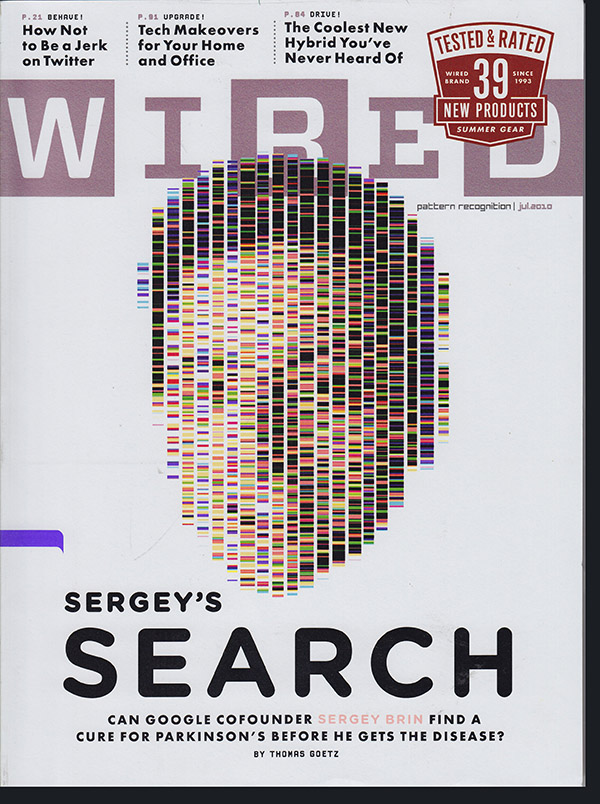 P.21 BEHAVE!
How Not
to Be a Jerk
on Twitter
P.91 UPGRADE!
Tech Makeovers
for Your Home
and Office
P.84 DRIVE!
The Coolest New
Hybrid You've
Never Heard Of
TESTED & RATED
WIRED BRAND 39 SINCE 1993
NEW PRODUCTS
SUMMER GEAR
WIRED
pattern recognition | jul.2010
SERGEY'S
SEARCH
CAN GOOGLE COFOUNDER SERGEY BRIN FIND A
CURE FOR PARKINSON'S BEFORE HE GETS THE DISEASE?
BY THOMAS GOETZ